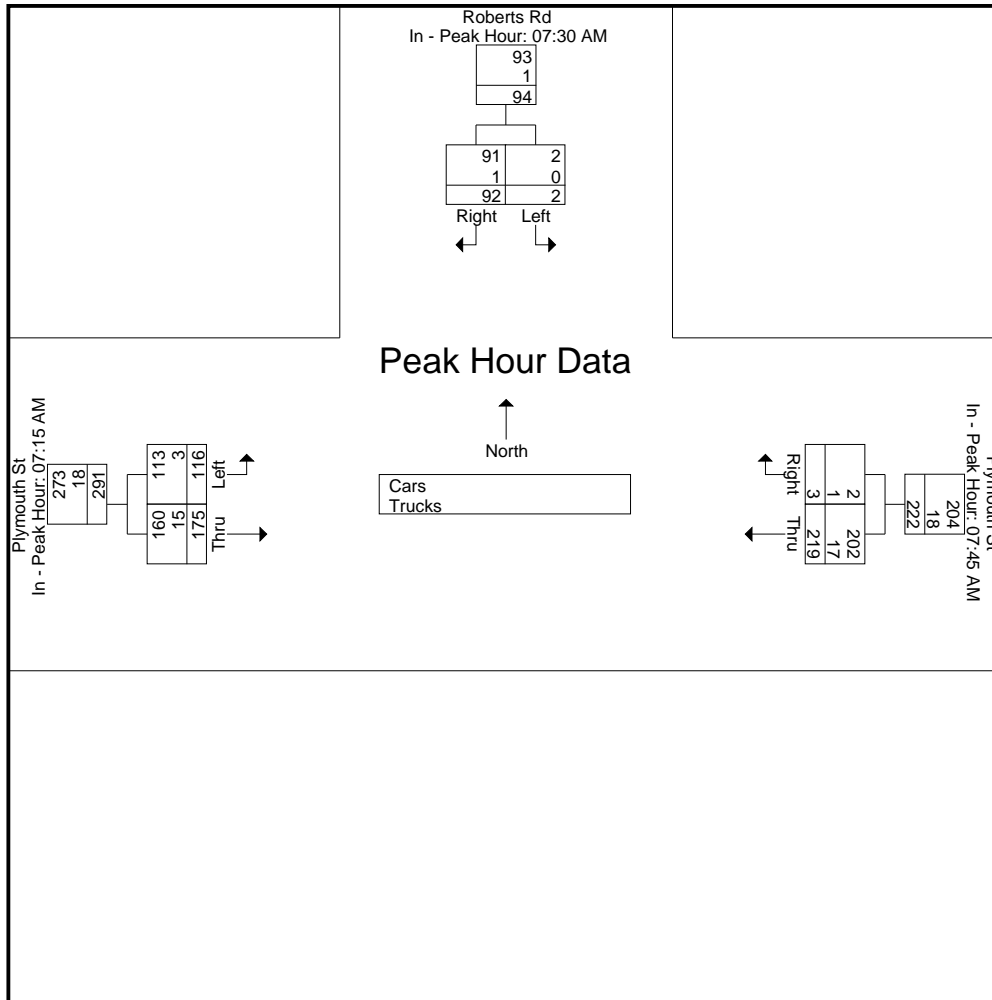 Roberts Rd
In - Peak Hour: 07:30 AM
93
1
94
91 2
1 0
92 2
Right Left
Peak Hour Data
North
Cars
Trucks
Plymouth St
In - Peak Hour: 07:15 AM
291
18
273
116
3
113
Left
175
15
160
Thru
Plymouth St
In - Peak Hour: 07:45 AM
204
18
222
2
1
3
Right
202
17
219
Thru